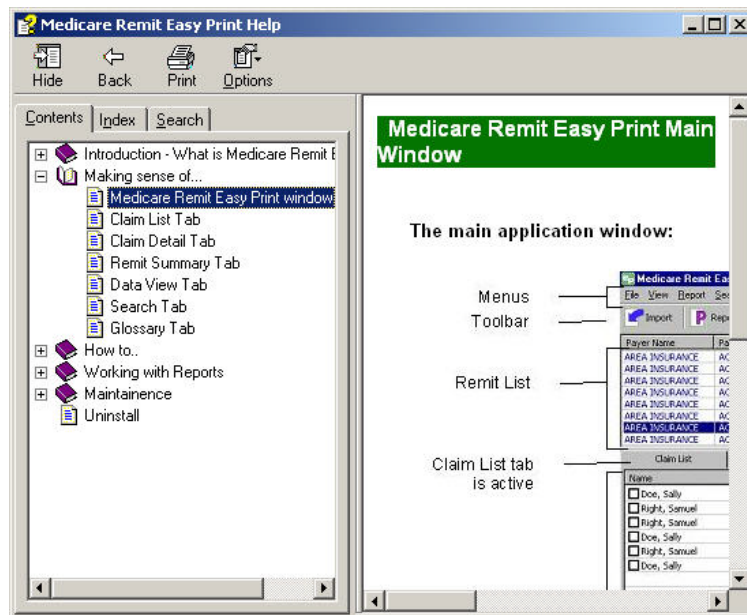 Medicare Remit Easy Print Help
Hide Back Print Options
Contents Index Search
Introduction - What is Medicare Remit
Making sense of...
Medicare Remit Easy Print window
Claim List Tab
Claim Detail Tab
Remit Summary Tab
Data View Tab
Search Tab
Glossary Tab
How to..
Working with Reports
Maintainence
Uninstall
Medicare Remit Easy Print Main
Window
The main application window:
Menus
Toolbar
Remit List
Claim List tab
is active
Medicare Remit
File View Report
Import
Payer Name
AREA INSURANCE
AREA INSURANCE
AREA INSURANCE
AREA INSURANCE
AREA INSURANCE
AREA INSURANCE
AREA INSURANCE
Claim List
Name
Doe, Sally
Right, Samuel
Right, Samuel
Doe, Sally
Right, Samuel
Doe, Sally